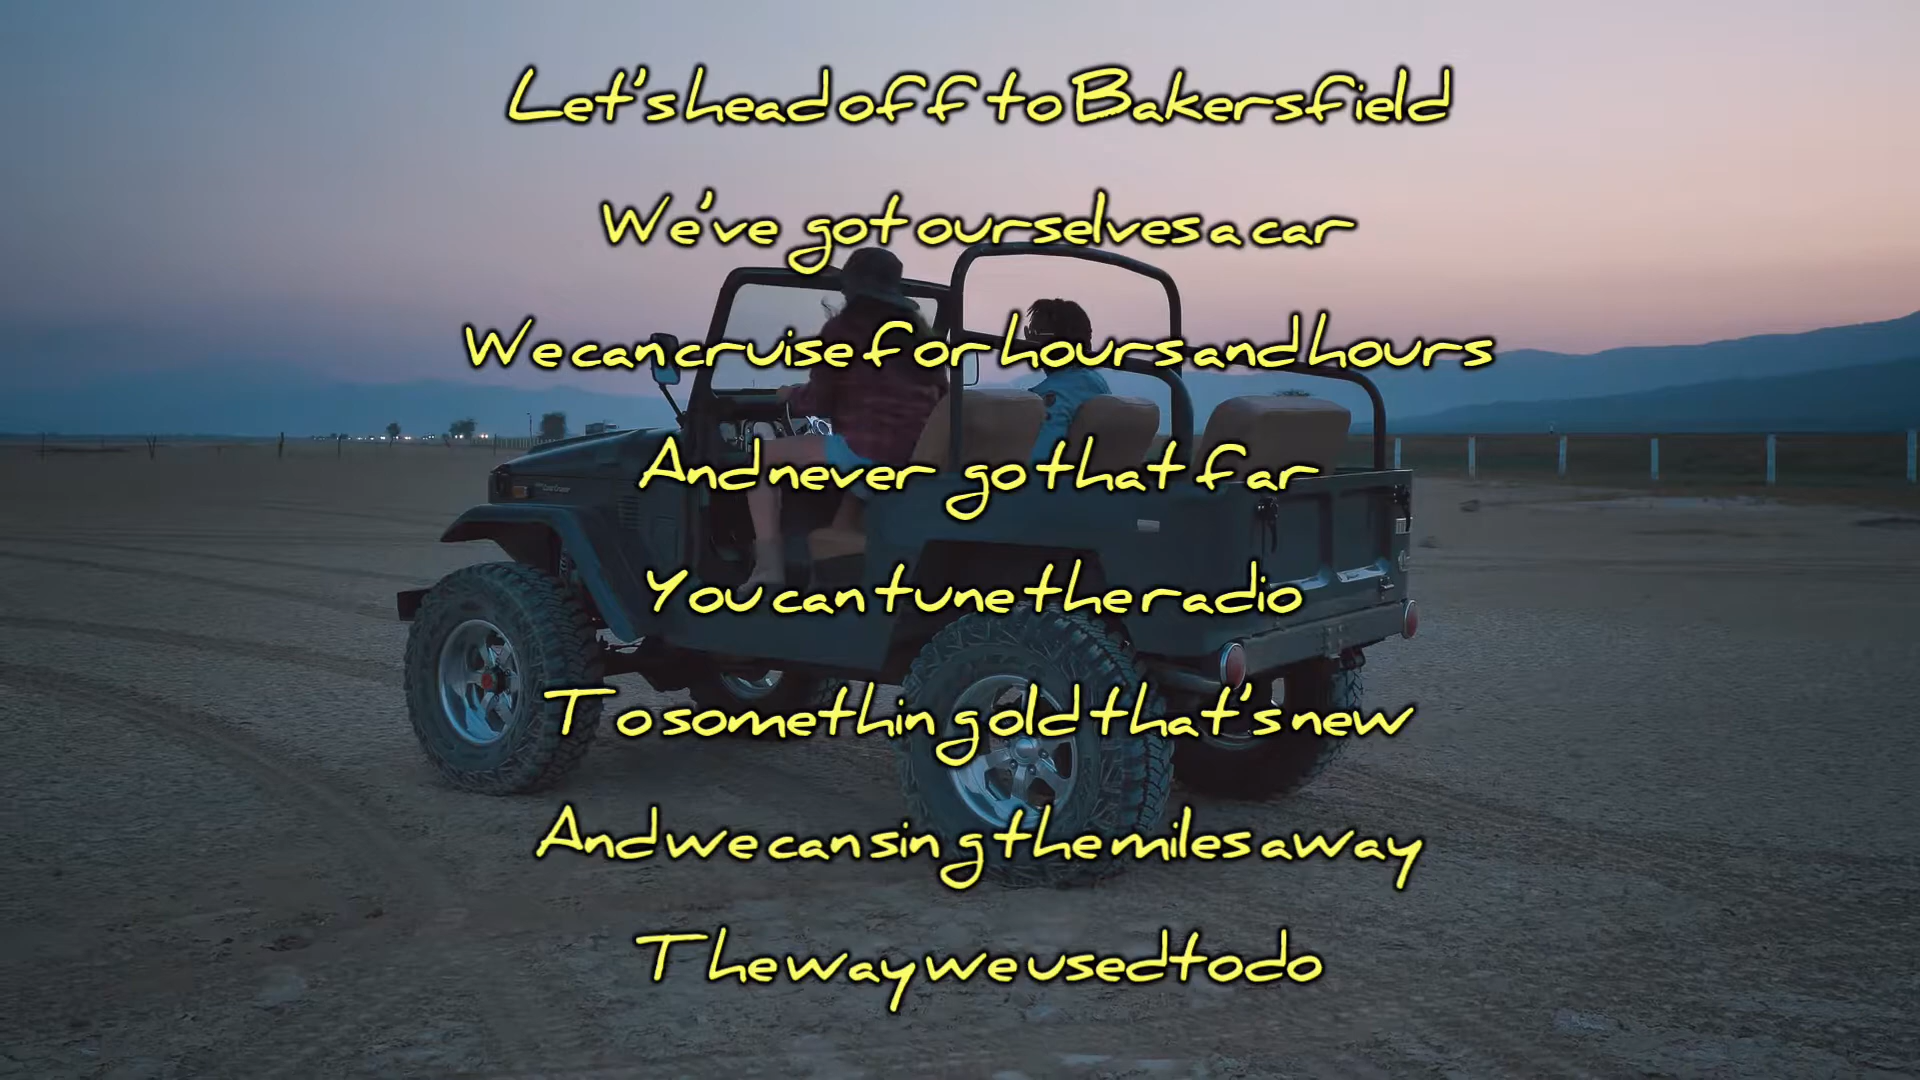 Let's head off to Bakersfield
We've got ourselves a car
We can cruise for hours and hours
And never go that far
You can tune the radio
To something old that's new
And we can sing the miles away
The way we used to do